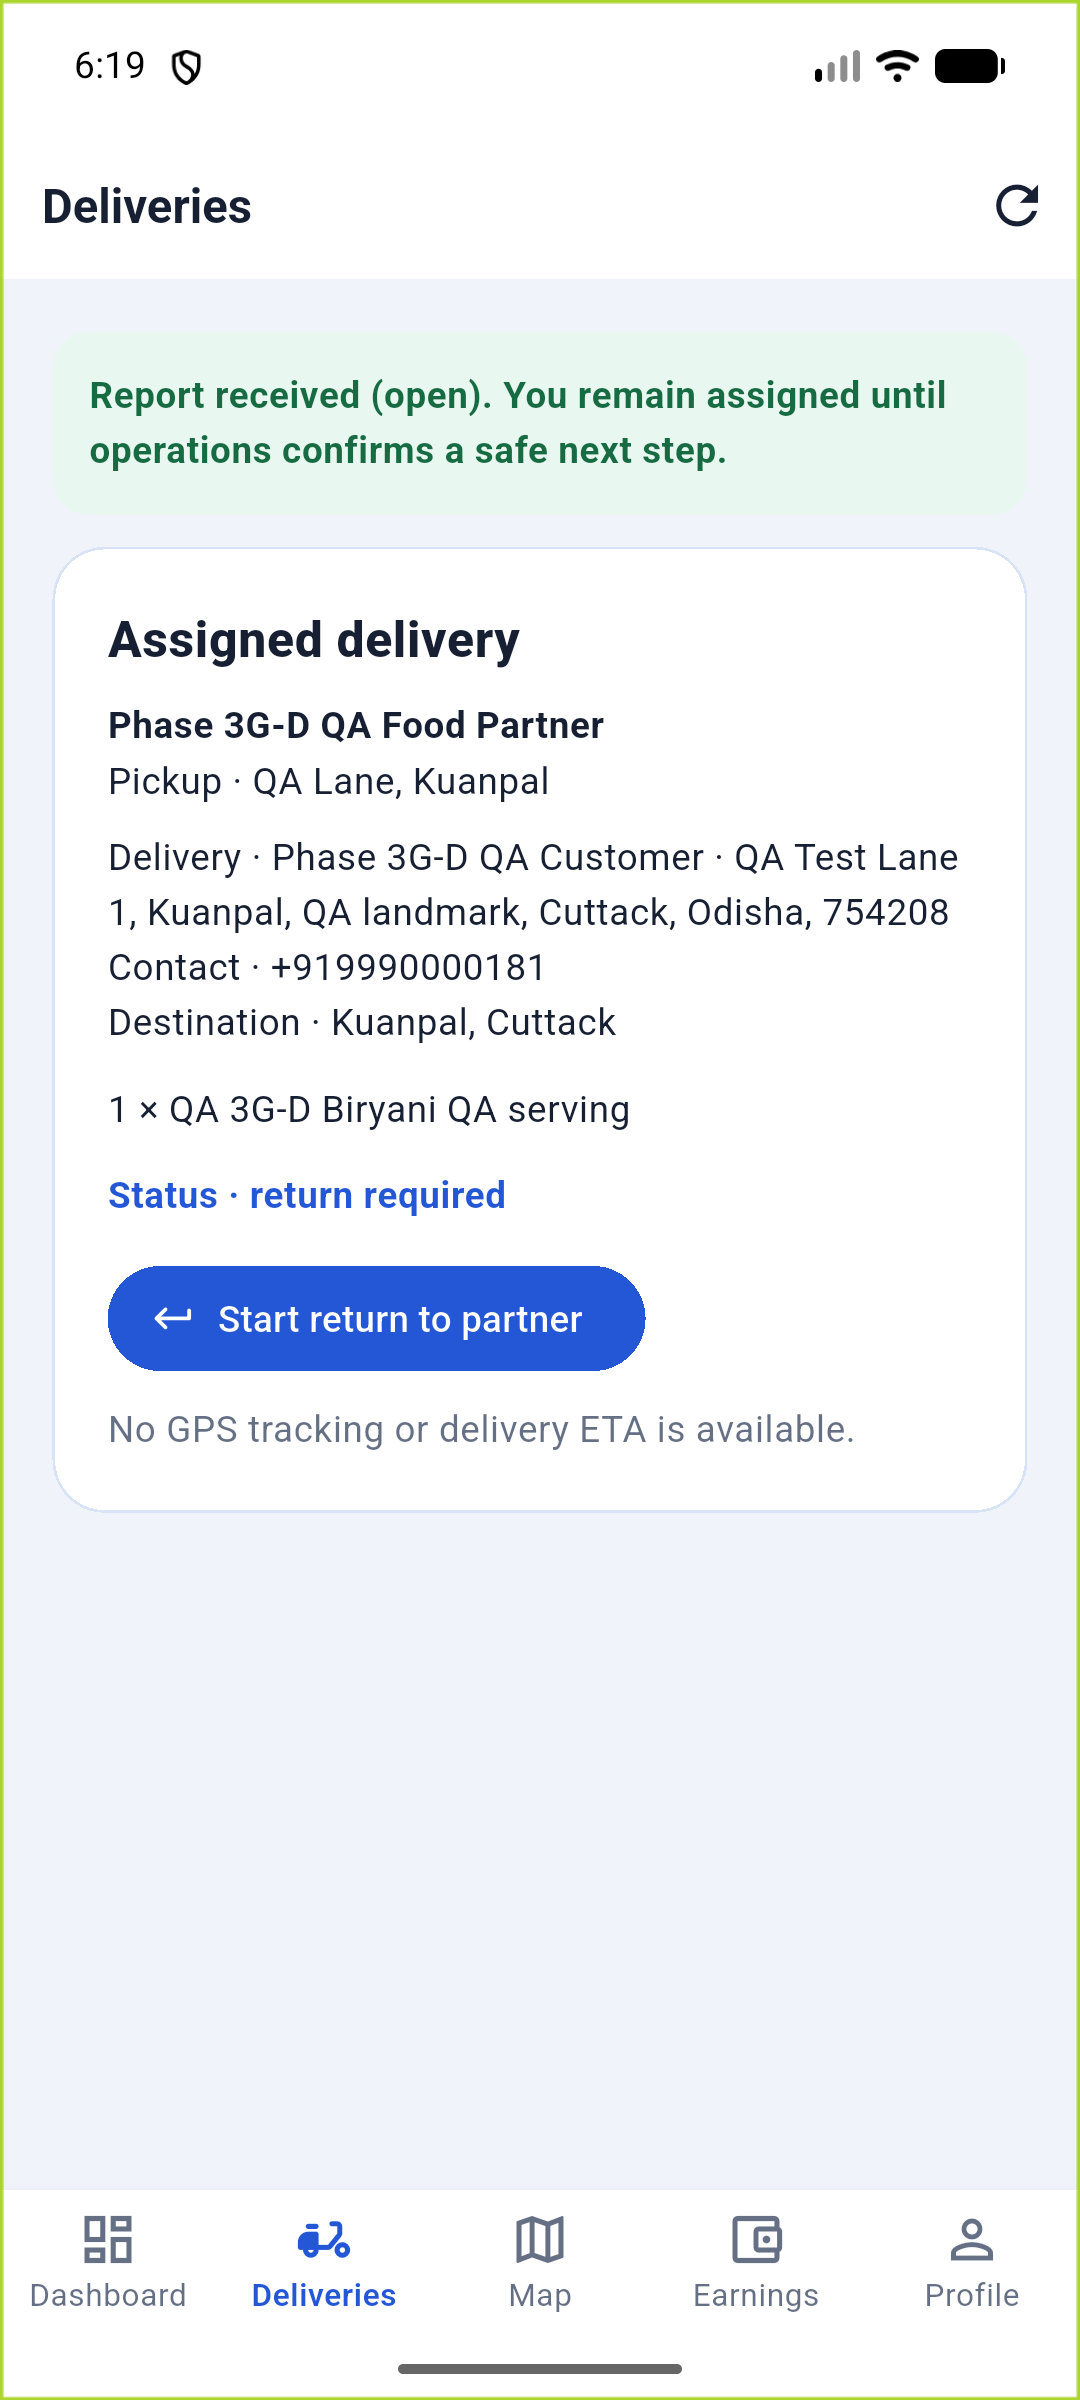 6:19
Deliveries
Report received (open). You remain assigned until
operations confirms a safe next step.
Assigned delivery
Phase 3G-D QA Food Partner
Pickup · QA Lane, Kuanpal
Delivery · Phase 3G-D QA Customer · QA Test Lane
1, Kuanpal, QA landmark, Cuttack, Odisha, 754208
Contact · +919990000181
Destination · Kuanpal, Cuttack
1 × QA 3G-D Biryani QA serving
Status · return required
Start return to partner
No GPS tracking or delivery ETA is available.
Dashboard
Deliveries
Map
Earnings
Profile